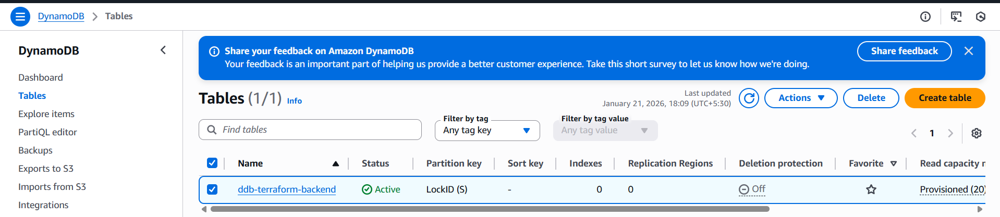 DynamoDB > Tables
DynamoDB
Dashboard
Tables
Explore items
PartiQL editor
Backups
Exports to S3
Imports from S3
Integrations
Share your feedback on Amazon DynamoDB
Your feedback is an important part of helping us provide a better customer experience. Take this short survey to let us know how we're doing.
Share feedback
Tables (1/1) Info
Last updated
January 21, 2026, 18:09 (UTC+5:30)
Actions
Delete
Create table
Find tables
Filter by tag
Any tag key
Filter by tag value
Any tag value
1
Name Status Partition key Sort key Indexes Replication Regions Deletion protection Favorite Read capacity
ddb-terraform-backend Active LockID (S) - 0 0 Off Provisioned (20)